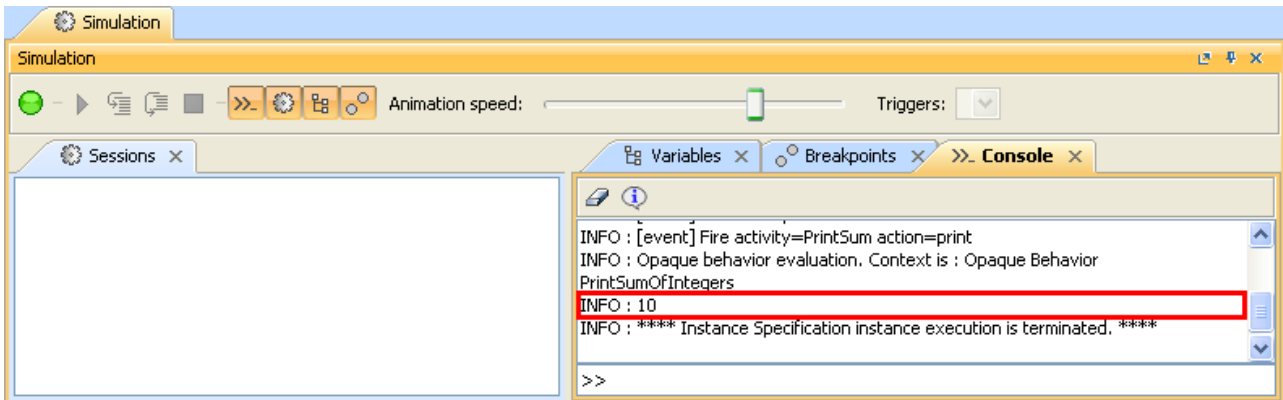 Simulation
Simulation
Animation speed:
Triggers:
Sessions
Variables
Breakpoints
Console
INFO : [event] Fire activity=PrintSum action=print
INFO : Opaque behavior evaluation. Context is : Opaque Behavior
PrintSumOfIntegers
INFO : 10
INFO : **** Instance Specification instance execution is terminated. ****
>>